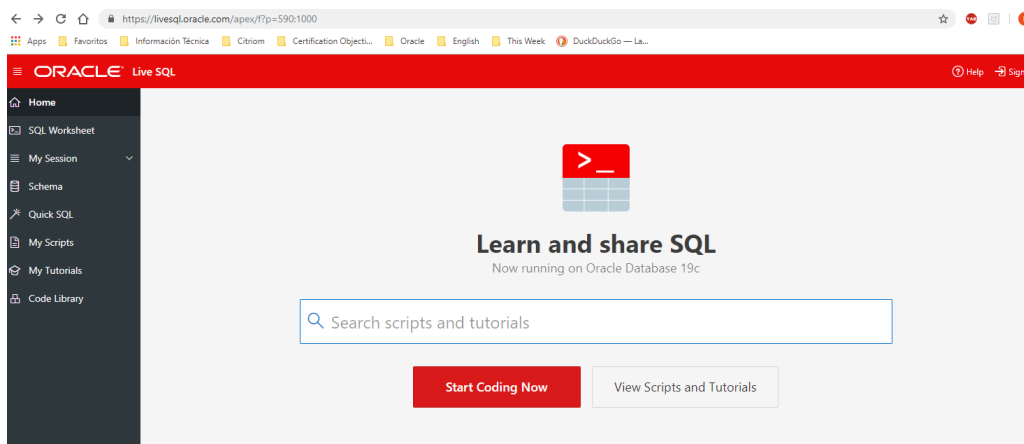 https://livesql.oracle.com/apex/f?p=590:1000
Apps Favoritos Información Técnica Citriom Certification Objecti... Oracle English This Week DuckDuckGo — La...
ORACLE Live SQL Help Sign
Home
SQL Worksheet
My Session
Schema
Quick SQL
My Scripts
My Tutorials
Code Library
>_
Learn and share SQL
Now running on Oracle Database 19c
Search scripts and tutorials
Start Coding Now View Scripts and Tutorials